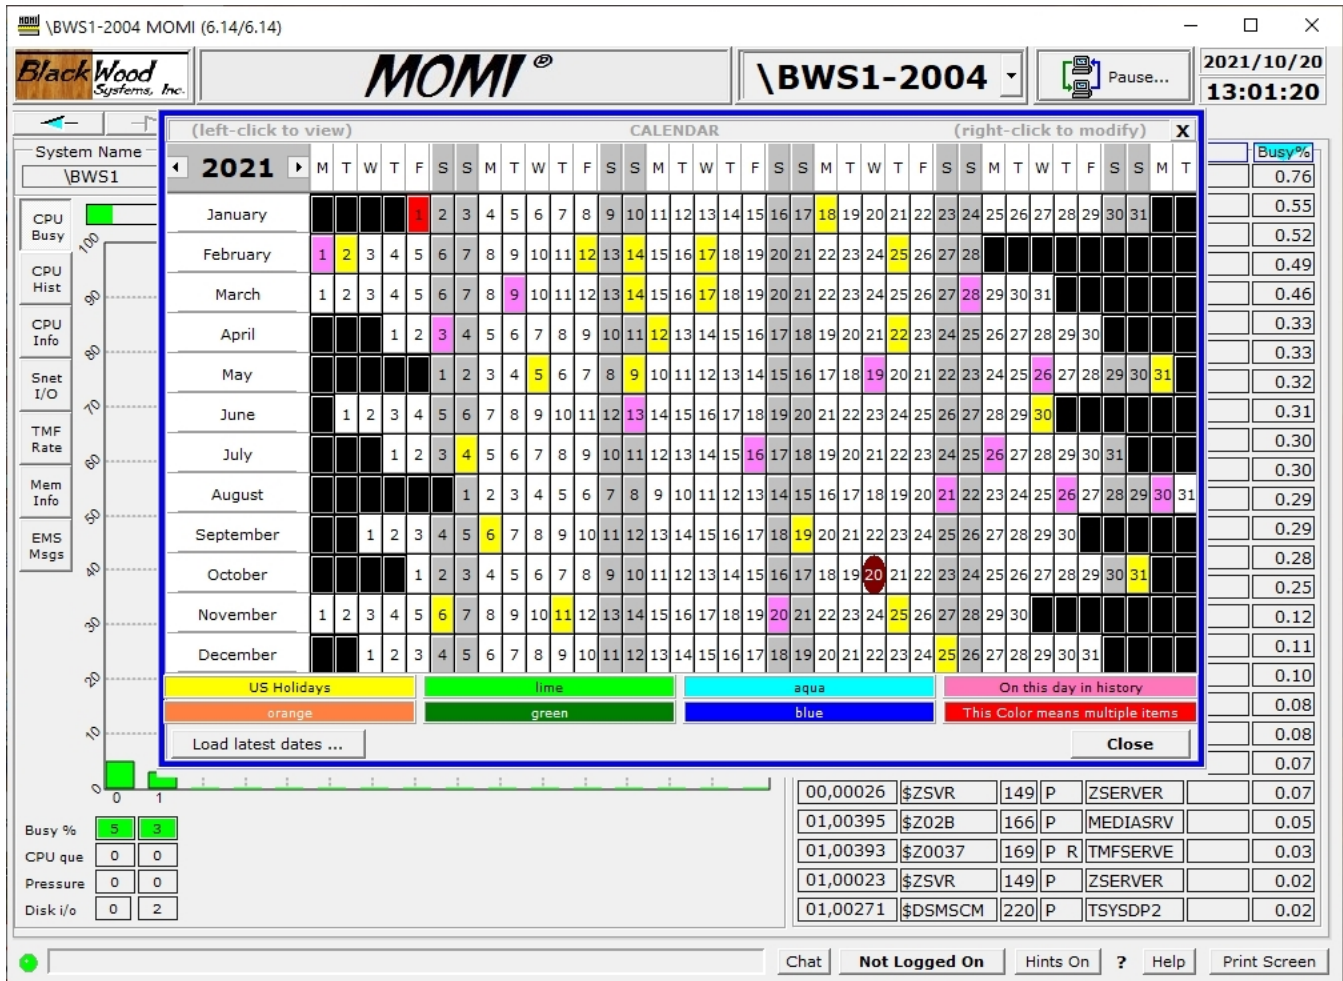 \BWS1-2004 MOMI (6.14/6.14)
BlackWood Systems, Inc.
MOMI ®
\BWS1-2004
Pause...
2021/10/20
13:01:20
(left-click to view) CALENDAR (right-click to modify) X
System Name
\BWS1
Busy%
2021 M T W T F S S M T W T F S S M T W T F S S M T W T F S S M T W T F S S M T
January 1 2 3 4 5 6 7 8 9 10 11 12 13 14 15 16 17 18 19 20 21 22 23 24 25 26 27 28 29 30 31
February 1 2 3 4 5 6 7 8 9 10 11 12 13 14 15 16 17 18 19 20 21 22 23 24 25 26 27 28
March 1 2 3 4 5 6 7 8 9 10 11 12 13 14 15 16 17 18 19 20 21 22 23 24 25 26 27 28 29 30 31
April 1 2 3 4 5 6 7 8 9 10 11 12 13 14 15 16 17 18 19 20 21 22 23 24 25 26 27 28 29 30
May 1 2 3 4 5 6 7 8 9 10 11 12 13 14 15 16 17 18 19 20 21 22 23 24 25 26 27 28 29 30 31
June 1 2 3 4 5 6 7 8 9 10 11 12 13 14 15 16 17 18 19 20 21 22 23 24 25 26 27 28 29 30
July 1 2 3 4 5 6 7 8 9 10 11 12 13 14 15 16 17 18 19 20 21 22 23 24 25 26 27 28 29 30 31
August 1 2 3 4 5 6 7 8 9 10 11 12 13 14 15 16 17 18 19 20 21 22 23 24 25 26 27 28 29 30 31
September 1 2 3 4 5 6 7 8 9 10 11 12 13 14 15 16 17 18 19 20 21 22 23 24 25 26 27 28 29 30
October 1 2 3 4 5 6 7 8 9 10 11 12 13 14 15 16 17 18 19 20 21 22 23 24 25 26 27 28 29 30 31
November 1 2 3 4 5 6 7 8 9 10 11 12 13 14 15 16 17 18 19 20 21 22 23 24 25 26 27 28 29 30
December 1 2 3 4 5 6 7 8 9 10 11 12 13 14 15 16 17 18 19 20 21 22 23 24 25 26 27 28 29 30 31
US Holidays lime aqua On this day in history
orange green blue This Color means multiple items
Load latest dates ... Close
CPU Busy
CPU Hist
CPU Info
Snet I/O
TMF Rate
Mem Info
EMS Msgs
100
90
80
70
60
50
40
30
20
10
0
0 1
0.76
0.55
0.52
0.49
0.46
0.33
0.33
0.32
0.31
0.30
0.30
0.29
0.29
0.28
0.25
0.12
0.11
0.10
0.08
0.08
0.07
00,00026 $ZSVR 149 P ZSERVER 0.07
01,00395 $Z02B 166 P MEDIASRV 0.05
01,00393 $Z0037 169 P R TMFSERVE 0.03
01,00023 $ZSVR 149 P ZSERVER 0.02
01,00271 $DSMSCM 220 P TSYSDP2 0.02
Busy % 5 3
CPU que 0 0
Pressure 0 0
Disk i/o 0 2
Chat Not Logged On Hints On ? Help Print Screen